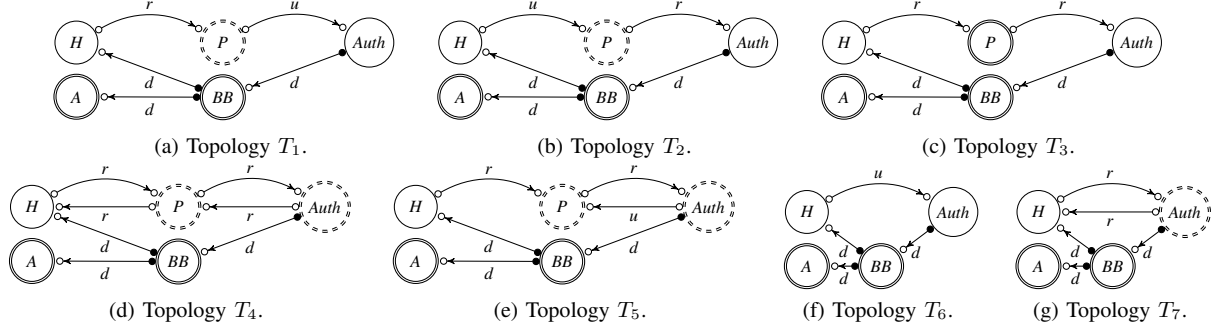 r u
H P Auth
d d
A BB
d
(a) Topology T₁.
u r
H P Auth
d d
A BB
d
(b) Topology T₂.
r r
H P Auth
d d
A BB
d
(c) Topology T₃.
r r
H P Auth
r r
d d
A BB
d
(d) Topology T₄.
r r
H P Auth
u
d d
A BB
d
(e) Topology T₅.
u
H Auth
d d
A BB
d
(f) Topology T₆.
r
H Auth
r
d d
A BB
d
(g) Topology T₇.